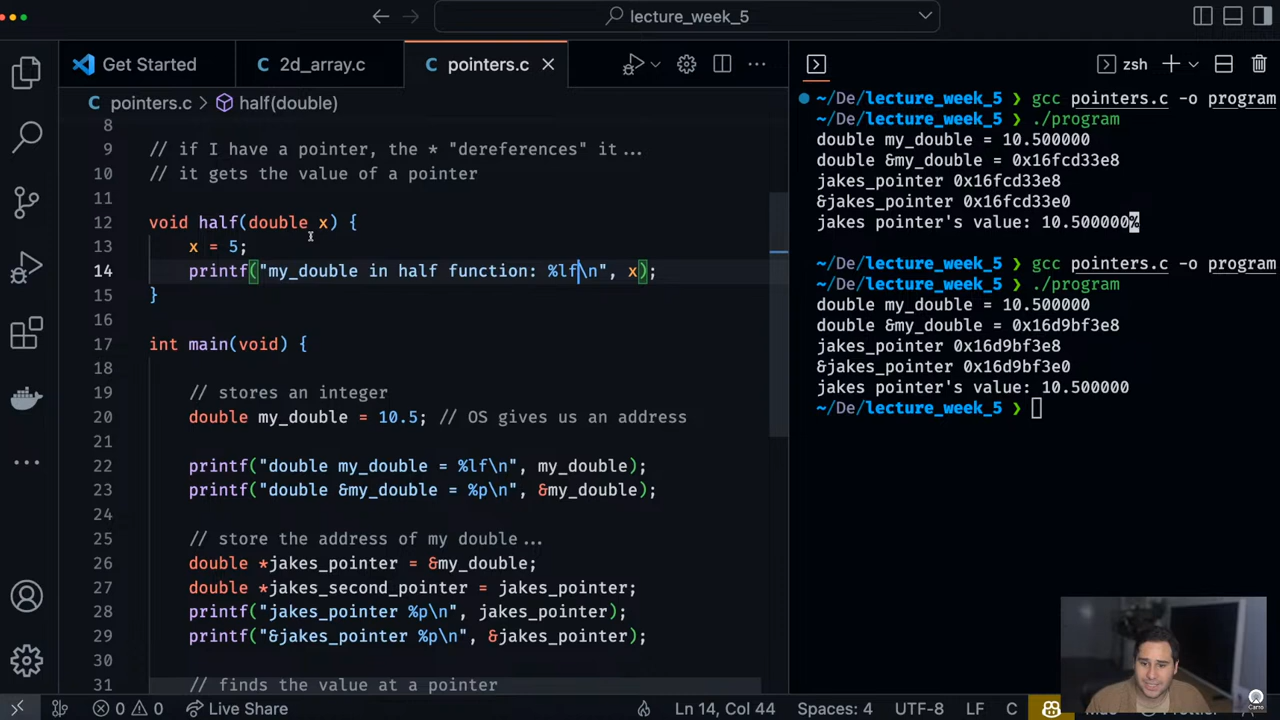 lecture_week_5
Get Started
C 2d_array.c
C pointers.c
zsh
C pointers.c > half(double)
8
9 // if I have a pointer, the * "dereferences" it...
10 // it gets the value of a pointer
11
12 void half(double x) {
13 x = 5;
14 printf("my_double in half function: %lf\n", x);
15 }
16
17 int main(void) {
18
19 // stores an integer
20 double my_double = 10.5; // OS gives us an address
21
22 printf("double my_double = %lf\n", my_double);
23 printf("double &my_double = %p\n", &my_double);
24
25 // store the address of my double...
26 double *jakes_pointer = &my_double;
27 double *jakes_second_pointer = jakes_pointer;
28 printf("jakes_pointer %p\n", jakes_pointer);
29 printf("&jakes_pointer %p\n", &jakes_pointer);
30
31 // finds the value at a pointer
~/De/lecture_week_5 ❯ gcc pointers.c -o program
~/De/lecture_week_5 ❯ ./program
double my_double = 10.500000
double &my_double = 0x16fcd33e8
jakes_pointer 0x16fcd33e8
&jakes_pointer 0x16fcd33e0
jakes pointer's value: 10.500000%
~/De/lecture_week_5 ❯ gcc pointers.c -o program
~/De/lecture_week_5 ❯ ./program
double my_double = 10.500000
double &my_double = 0x16d9bf3e8
jakes_pointer 0x16d9bf3e8
&jakes_pointer 0x16d9bf3e0
jakes pointer's value: 10.500000
~/De/lecture_week_5 ❯
0 0 Live Share Ln 14, Col 44 Spaces: 4 UTF-8 LF C